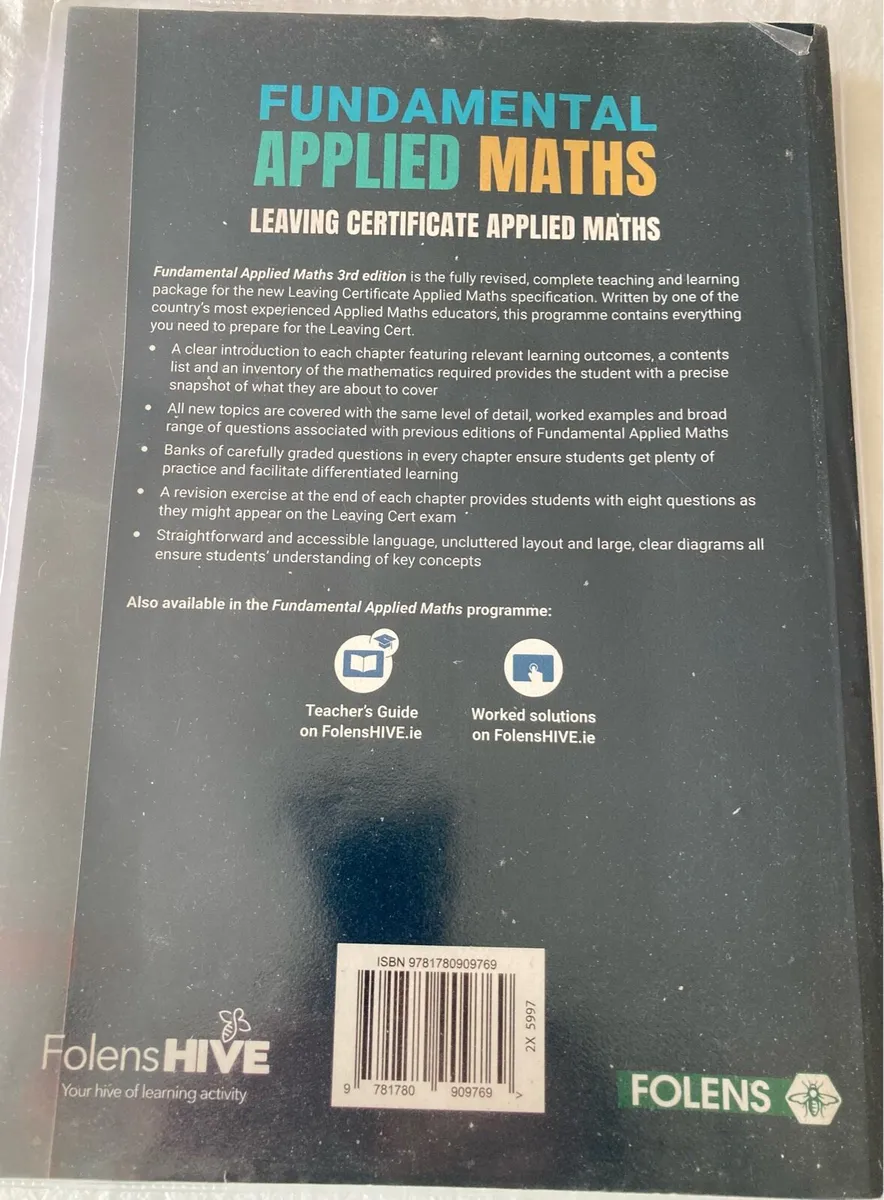 FUNDAMENTAL
APPLIED MATHS
LEAVING CERTIFICATE APPLIED MATHS
Fundamental Applied Maths 3rd edition is the fully revised, complete teaching and learning
package for the new Leaving Certificate Applied Maths specification. Written by one of the
country's most experienced Applied Maths educators, this programme contains everything
you need to prepare for the Leaving Cert.
• A clear introduction to each chapter featuring relevant learning outcomes, a contents
list and an inventory of the mathematics required provides the student with a precise
snapshot of what they are about to cover
• All new topics are covered with the same level of detail, worked examples and broad
range of questions associated with previous editions of Fundamental Applied Maths
• Banks of carefully graded questions in every chapter ensure students get plenty of
practice and facilitate differentiated learning
• A revision exercise at the end of each chapter provides students with eight questions as
they might appear on the Leaving Cert exam
• Straightforward and accessible language, uncluttered layout and large, clear diagrams all
ensure students' understanding of key concepts
Also available in the Fundamental Applied Maths programme:
Teacher's Guide
on FolensHIVE.ie
Worked solutions
on FolensHIVE.ie
ISBN 9781780909769
2X 5997
9 781780 909769 >
FolensHIVE
Your hive of learning activity
FOLENS